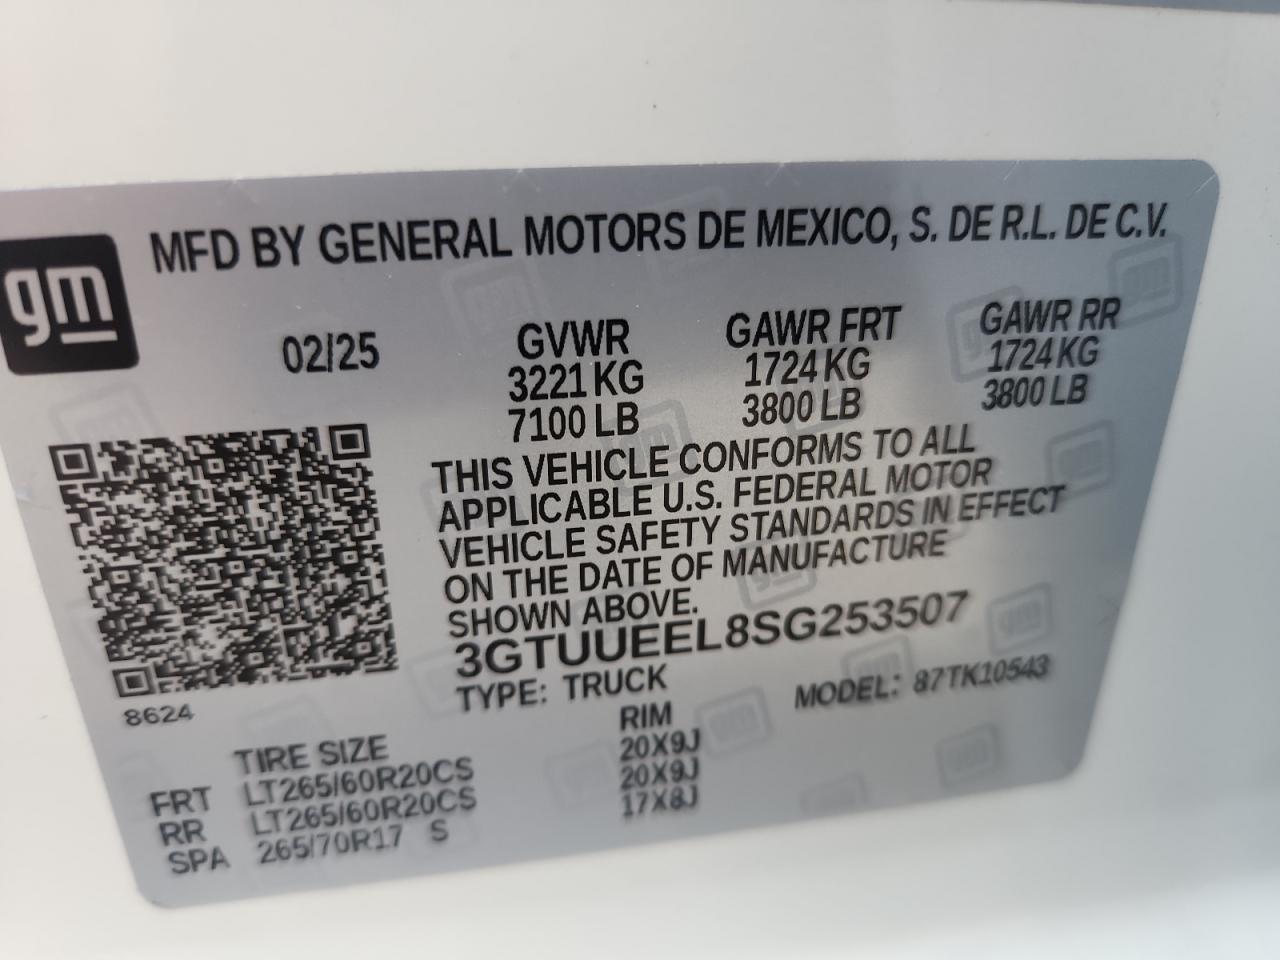 gm
MFD BY GENERAL MOTORS DE MEXICO, S. DE R.L. DE C.V.
02/25
GVWR
3221 KG
7100 LB
GAWR FRT
1724 KG
3800 LB
GAWR RR
1724 KG
3800 LB
THIS VEHICLE CONFORMS TO ALL
APPLICABLE U.S. FEDERAL MOTOR
VEHICLE SAFETY STANDARDS IN EFFECT
ON THE DATE OF MANUFACTURE
SHOWN ABOVE.
3GTUUEEL8SG253507
TYPE: TRUCK MODEL: 87TK10543
8624
TIRE SIZE RIM
FRT LT265/60R20CS 20X9J
RR LT265/60R20CS 20X9J
SPA 265/70R17 S 17X8J